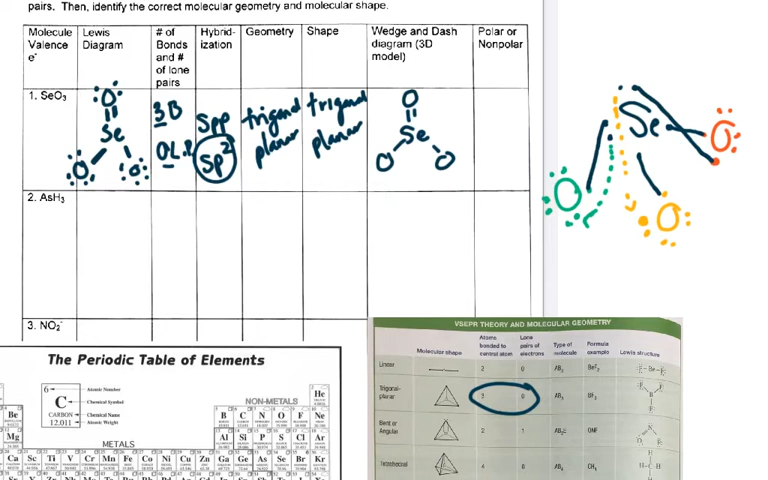 pairs. Then, identify the correct molecular geometry and molecular shape.
Molecule Valence e-
Lewis Diagram
# of Bonds and # of lone pairs
Hybrid-ization
Geometry
Shape
Wedge and Dash diagram (3D model)
Polar or Nonpolar
1. SeO3
O
Se
O O
3 B
0 L.P.
spp
sp2
trigonal planar
trigonal planar
O
Se
O O
Se
O
O
O
2. AsH3
3. NO2-
The Periodic Table of Elements
6
C
CARBON
12.011
Atomic Number
Chemical Symbol
Chemical Name
Atomic Weight
METALS
NON-METALS
He
Be
B C N O F Ne
Mg
Al Si P S Cl Ar
Ca Sc Ti V Cr Mn Fe Co Ni Cu Zn Ga Ge As Se Br Kr
VSEPR THEORY AND MOLECULAR GEOMETRY
Molecular shape
Atoms bonded to central atom
Lone pairs of electrons
Type of molecule
Formula example
Lewis structure
Linear 2 0 AB2 BeF2 F-Be-F
Trigonal-planar 3 0 AB3 BF3
Bent or Angular 2 1 AB2E ONF
Tetrahedral 4 0 AB4 CH4